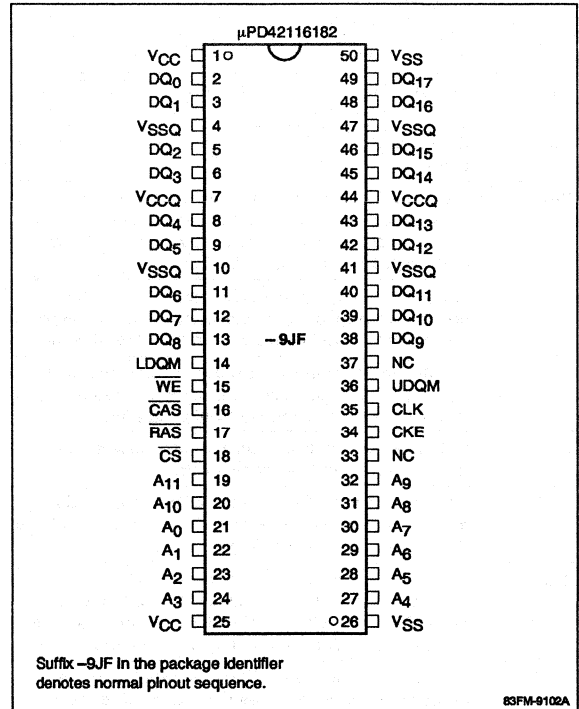 µPD42116182
VCC 1 50 VSS
DQ0 2 49 DQ17
DQ1 3 48 DQ16
VSSQ 4 47 VSSQ
DQ2 5 46 DQ15
DQ3 6 45 DQ14
VCCQ 7 44 VCCQ
DQ4 8 43 DQ13
DQ5 9 42 DQ12
VSSQ 10 41 VSSQ
DQ6 11 40 DQ11
DQ7 12 39 DQ10
DQ8 13 –9JF 38 DQ9
LDQM 14 37 NC
WE 15 36 UDQM
CAS 16 35 CLK
RAS 17 34 CKE
CS 18 33 NC
A11 19 32 A9
A10 20 31 A8
A0 21 30 A7
A1 22 29 A6
A2 23 28 A5
A3 24 27 A4
VCC 25 26 VSS
Suffix –9JF in the package identifier
denotes normal pinout sequence.
83FM-9102A